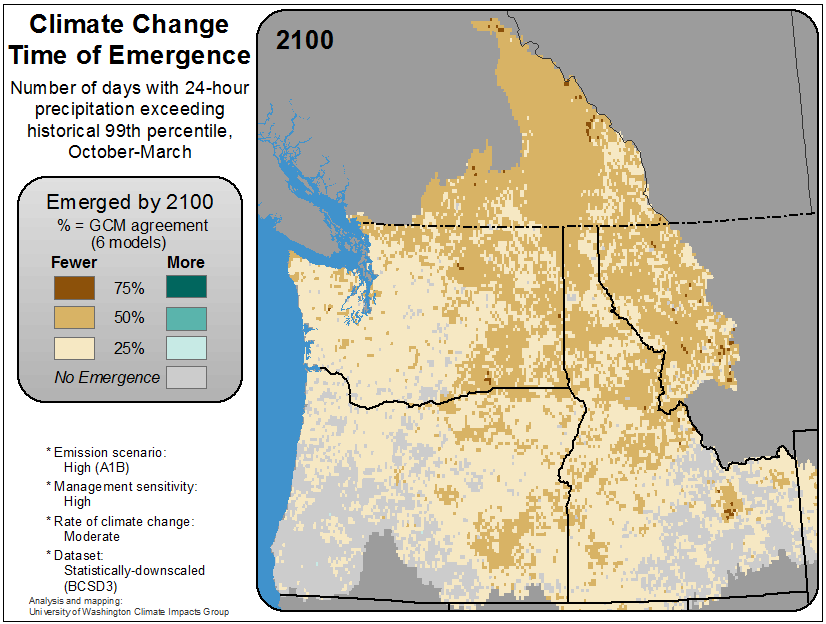 Climate Change
Time of Emergence
Number of days with 24-hour
precipitation exceeding
historical 99th percentile,
October-March
Emerged by 2100
% = GCM agreement
(6 models)
Fewer More
75%
50%
25%
No Emergence
* Emission scenario:
High (A1B)
* Management sensitivity:
High
* Rate of climate change:
Moderate
* Dataset:
Statistically-downscaled
(BCSD3)
Analysis and mapping:
University of Washington Climate Impacts Group
2100